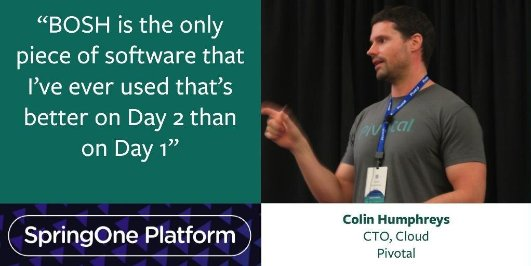 “BOSH is the only
piece of software that
I’ve ever used that’s
better on Day 2 than
on Day 1”
SpringOne Platform
Pivotal
Colin Humphreys
CTO, Cloud
Pivotal